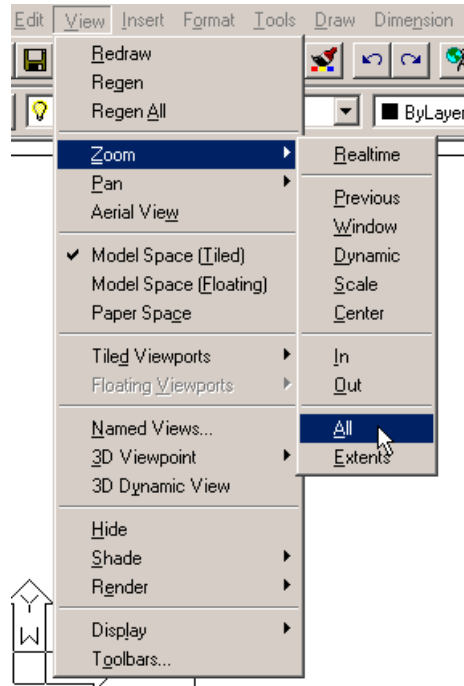 Edit View Insert Format Tools Draw Dimension
Redraw
Regen
Regen All
ByLayer
Zoom
Realtime
Pan
Previous
Aerial View
Window
Model Space (Tiled)
Dynamic
Model Space (Floating)
Scale
Paper Space
Center
Tiled Viewports
In
Floating Viewports
Out
Named Views...
All
3D Viewpoint
Extents
3D Dynamic View
Hide
Shade
Render
Y
W
Display
Toolbars...